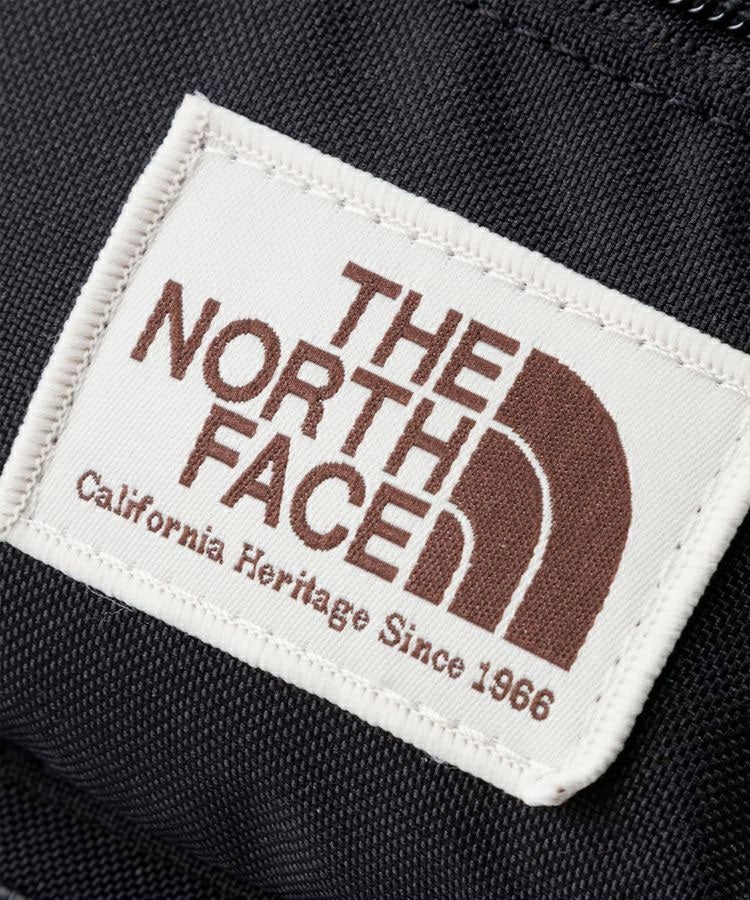 THE
NORTH
FACE
California Heritage Since 1966